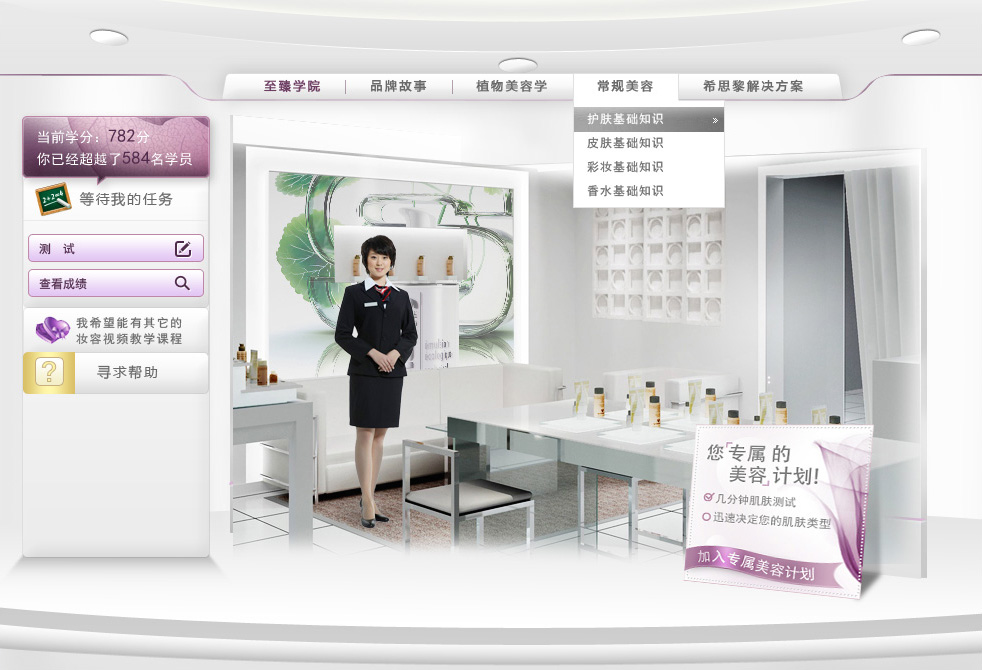 至臻学院
品牌故事
植物美容学
常规美容
希思黎解决方案
护肤基础知识 »
皮肤基础知识
彩妆基础知识
香水基础知识
当前学分：782分
你已经超越了584名学员
2+2=6
等待我的任务
测 试
查看成绩
我希望能有其它的
妆容视频教学课程
?
寻求帮助
您「专属 的
美容」计划!
几分钟肌肤测试
迅速决定您的肌肤类型
加入专属美容计划